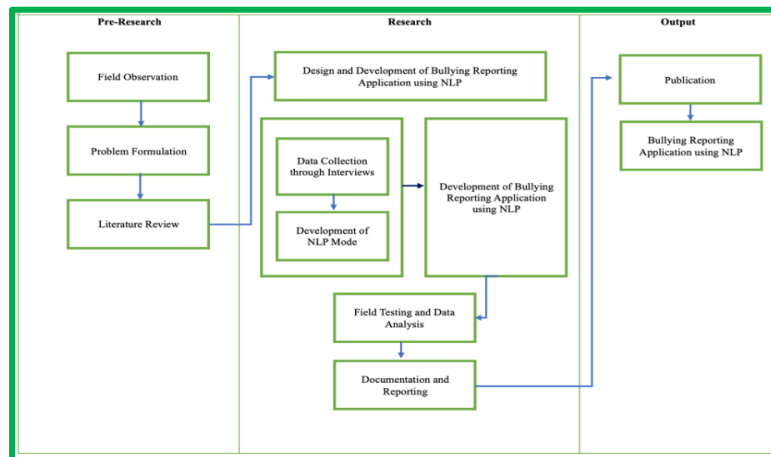 Pre-Research
Field Observation
Problem Formulation
Literature Review
Research
Design and Development of Bullying Reporting
Application using NLP
Data Collection
through Interviews
Development of
NLP Mode
Development of Bullying
Reporting Application
using NLP
Field Testing and Data
Analysis
Documentation and
Reporting
Output
Publication
Bullying Reporting
Application using NLP